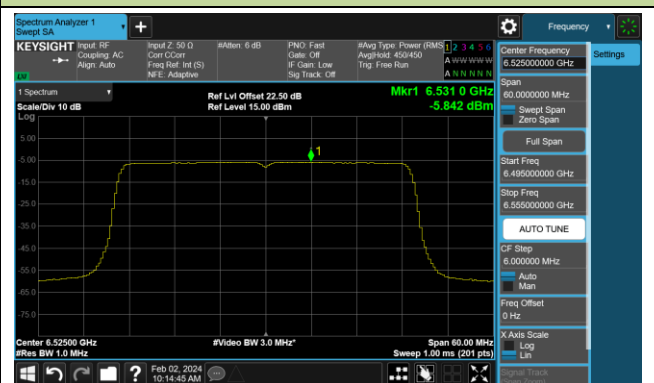 Spectrum Analyzer 1
Swept SA
Frequency
KEYSIGHT
Input: RF
Coupling: AC
Align: Auto
Input Z: 50 Ω
Corr CCorr
Freq Ref: Int (S)
NFE: Adaptive
#Atten: 6 dB
PNO: Fast
Gate: Off
IF Gain: Low
Sig Track: Off
#Avg Type: Power (RMS
Avg|Hold: 450/450
Trig: Free Run
1 2 3 4 5 6
A W W W W W
A N N N N N
LXI
1 Spectrum
Scale/Div 10 dB
Log
Ref Lvl Offset 22.50 dB
Ref Level 15.00 dBm
Mkr1 6.531 0 GHz
-5.842 dBm
1
5.00
-5.00
-15.0
-25.0
-35.0
-45.0
-55.0
-65.0
-75.0
Center 6.52500 GHz
#Res BW 1.0 MHz
#Video BW 3.0 MHz*
Span 60.00 MHz
Sweep 1.00 ms (201 pts)
Feb 02, 2024
10:14:45 AM
Center Frequency
6.525000000 GHz
Settings
Span
60.0000000 MHz
Swept Span
Zero Span
Full Span
Start Freq
6.495000000 GHz
Stop Freq
6.555000000 GHz
AUTO TUNE
CF Step
6.000000 MHz
Auto
Man
Freq Offset
0 Hz
X Axis Scale
Log
Lin
Signal Track